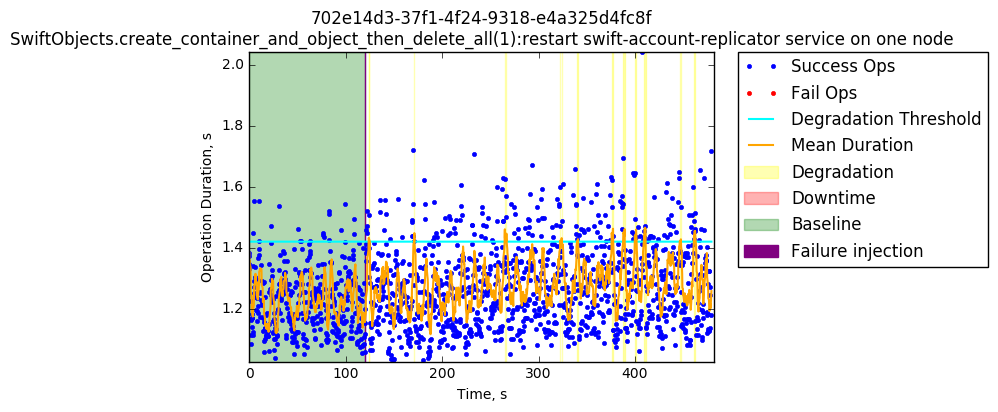 702e14d3-37f1-4f24-9318-e4a325d4fc8f
SwiftObjects.create_container_and_object_then_delete_all(1):restart swift-account-replicator service on one node
2.0
1.8
1.6
1.4
1.2
Operation Duration, s
0 100 200 300 400
Time, s
Success Ops
Fail Ops
Degradation Threshold
Mean Duration
Degradation
Downtime
Baseline
Failure injection